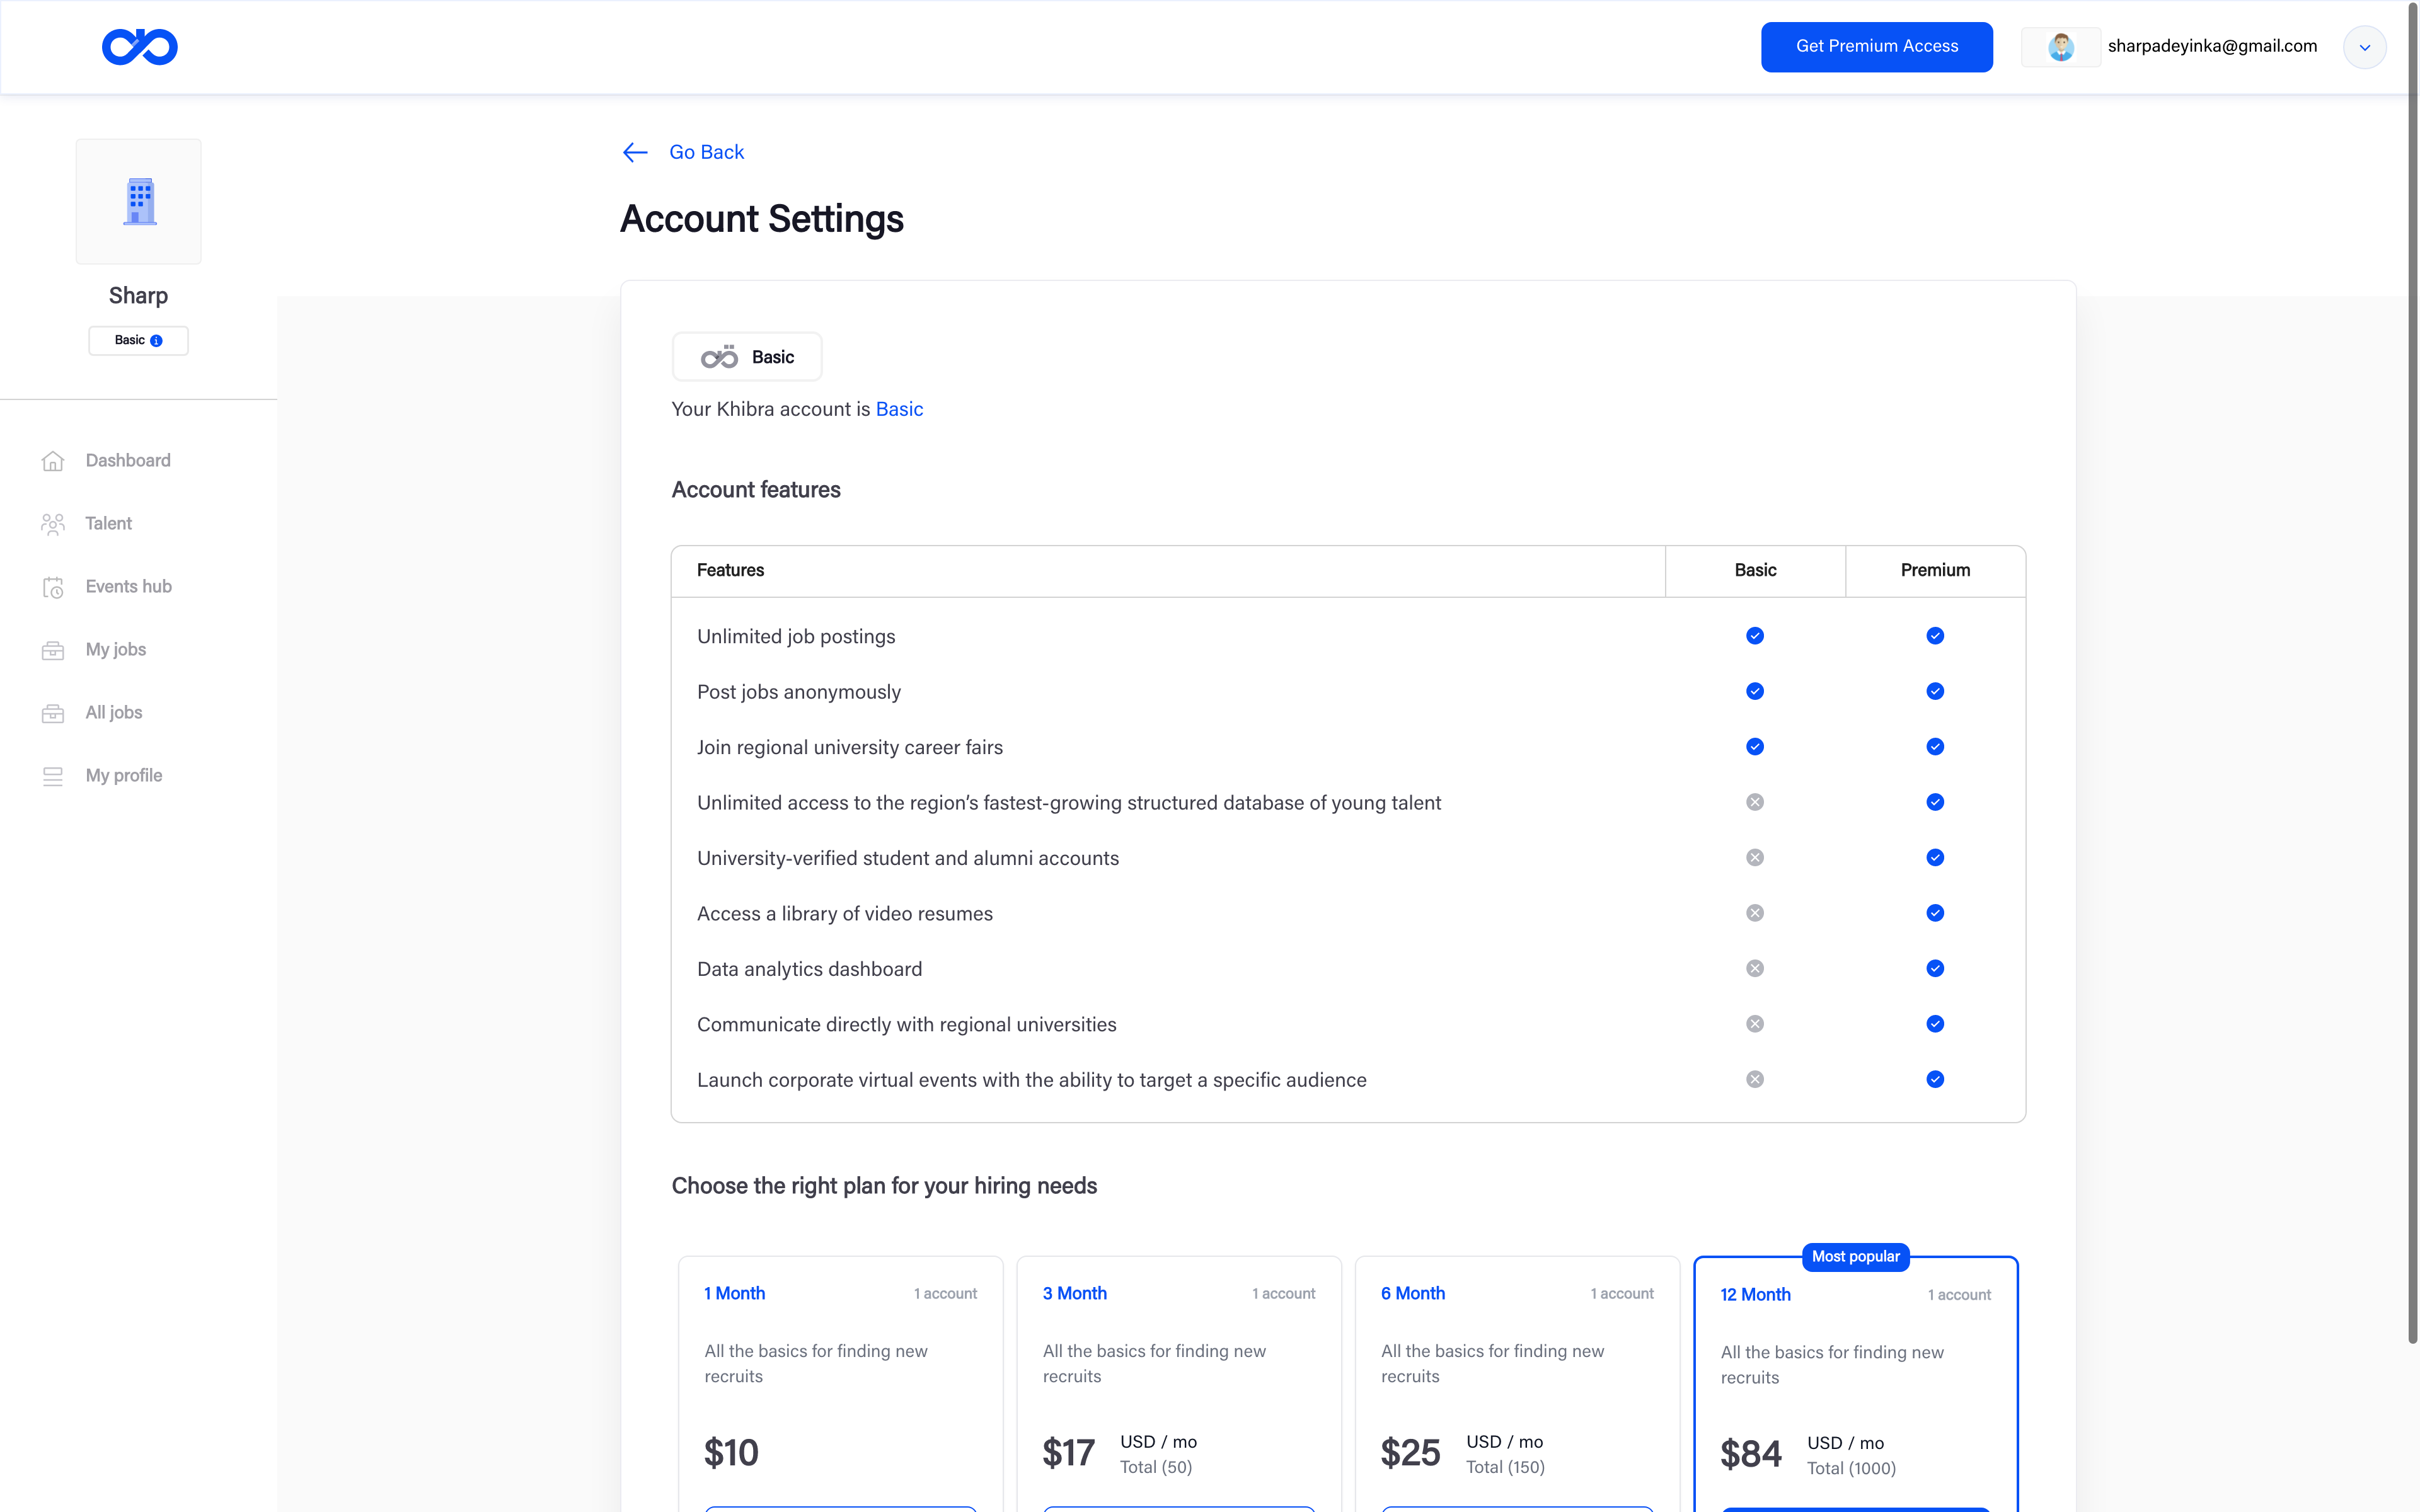 Get Premium Access
sharpadeyinka@gmail.com
Go Back
Account Settings
Sharp
Basic
Dashboard
Talent
Events hub
My jobs
All jobs
My profile
Basic
Your Khibra account is Basic
Account features
Features Basic Premium
Unlimited job postings
Post jobs anonymously
Join regional university career fairs
Unlimited access to the region’s fastest-growing structured database of young talent
University-verified student and alumni accounts
Access a library of video resumes
Data analytics dashboard
Communicate directly with regional universities
Launch corporate virtual events with the ability to target a specific audience
Choose the right plan for your hiring needs
1 Month 1 account
All the basics for finding new
recruits
$10
3 Month 1 account
All the basics for finding new
recruits
$17 USD / mo
Total (50)
6 Month 1 account
All the basics for finding new
recruits
$25 USD / mo
Total (150)
Most popular
12 Month 1 account
All the basics for finding new
recruits
$84 USD / mo
Total (1000)